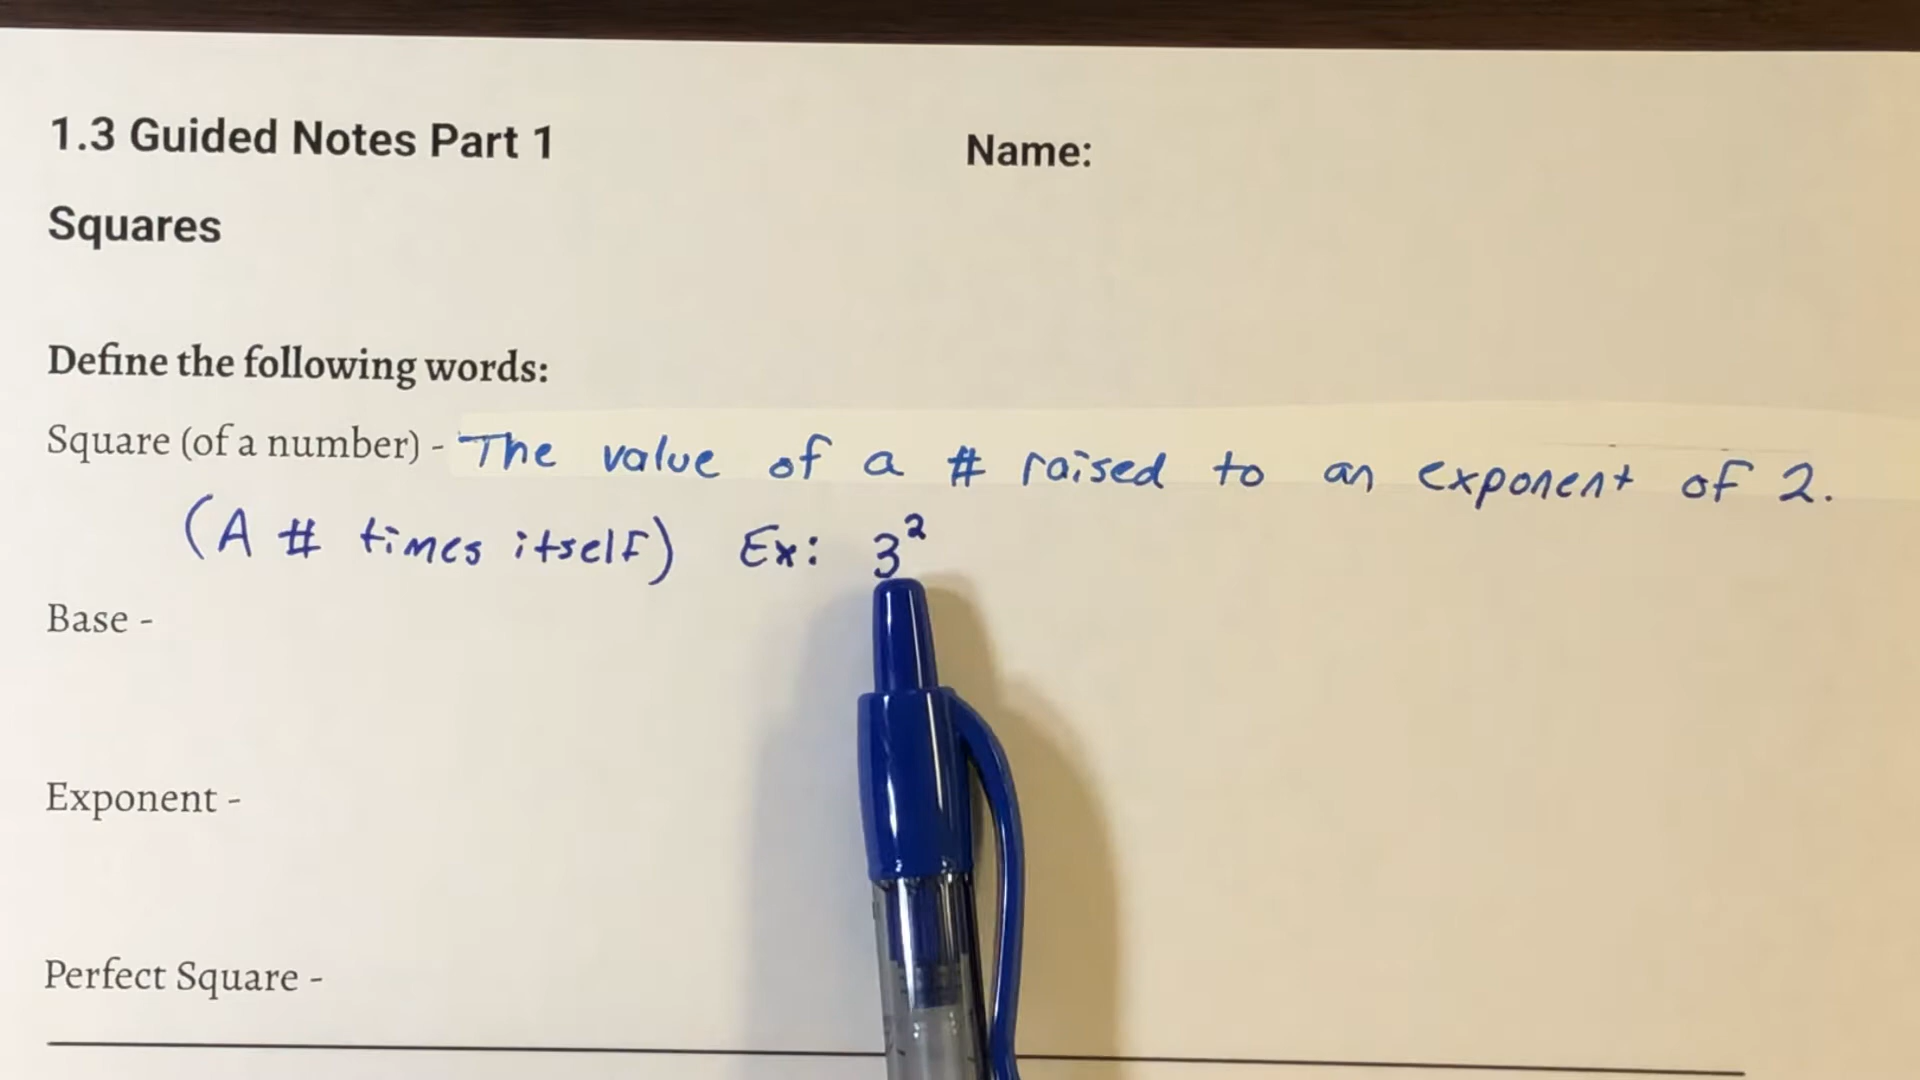 1.3 Guided Notes Part 1 Name:
Squares
Define the following words:
Square (of a number) - The value of a # raised to an exponent of 2.
(A # times itself) Ex: 3²
Base -
Exponent -
Perfect Square -